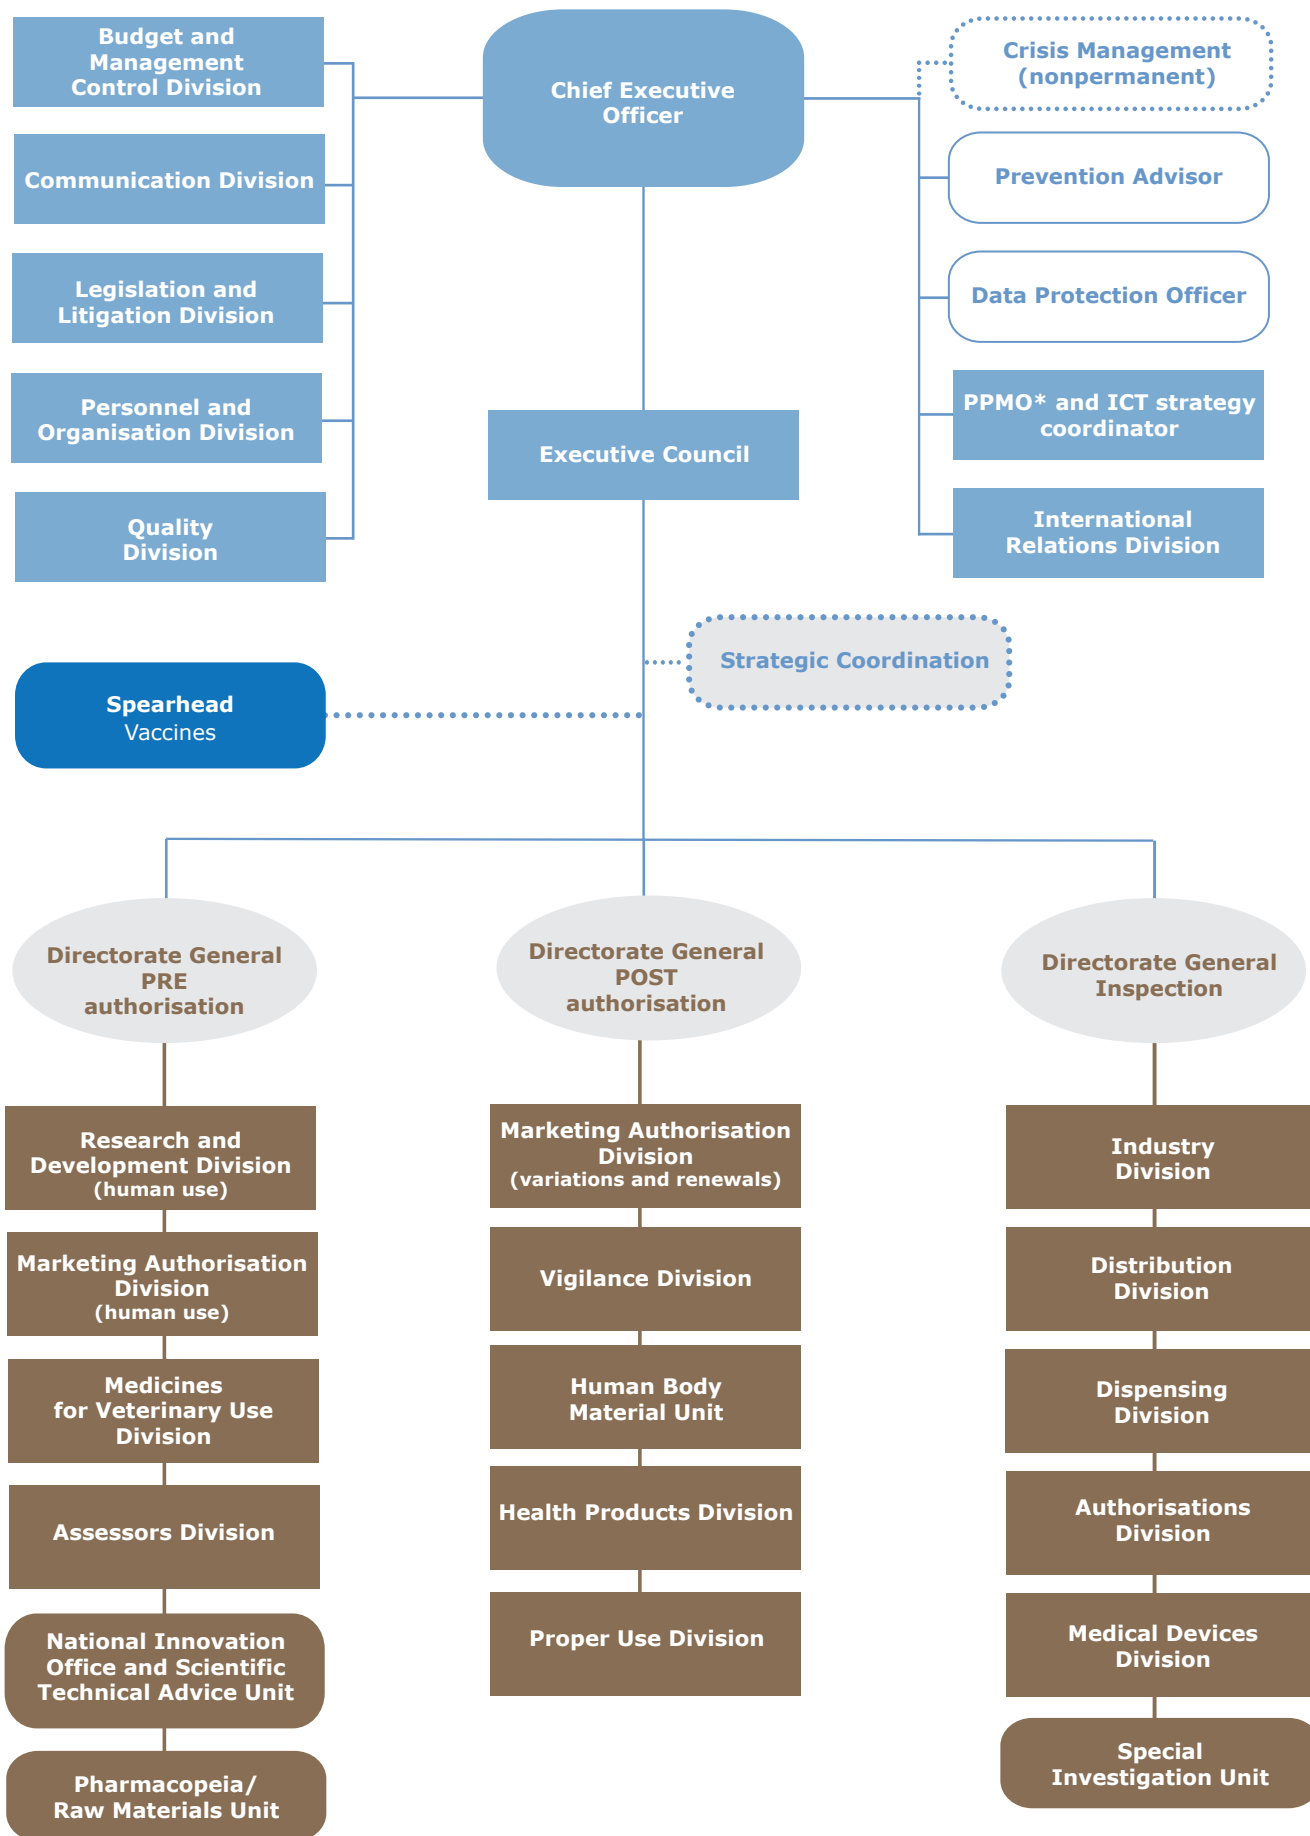 Budget and
Management
Control Division
Communication Division
Legislation and
Litigation Division
Personnel and
Organisation Division
Quality
Division
Chief Executive
Officer
Executive Council
Crisis Management
(nonpermanent)
Prevention Advisor
Data Protection Officer
PPMO* and ICT strategy
coordinator
International
Relations Division
Strategic Coordination
Spearhead
Vaccines
Directorate General
PRE
authorisation
Research and
Development Division
(human use)
Marketing Authorisation
Division
(human use)
Medicines
for Veterinary Use
Division
Assessors Division
National Innovation
Office and Scientific
Technical Advice Unit
Pharmacopeia/
Raw Materials Unit
Directorate General
POST
authorisation
Marketing Authorisation
Division
(variations and renewals)
Vigilance Division
Human Body
Material Unit
Health Products Division
Proper Use Division
Directorate General
Inspection
Industry
Division
Distribution
Division
Dispensing
Division
Authorisations
Division
Medical Devices
Division
Special
Investigation Unit